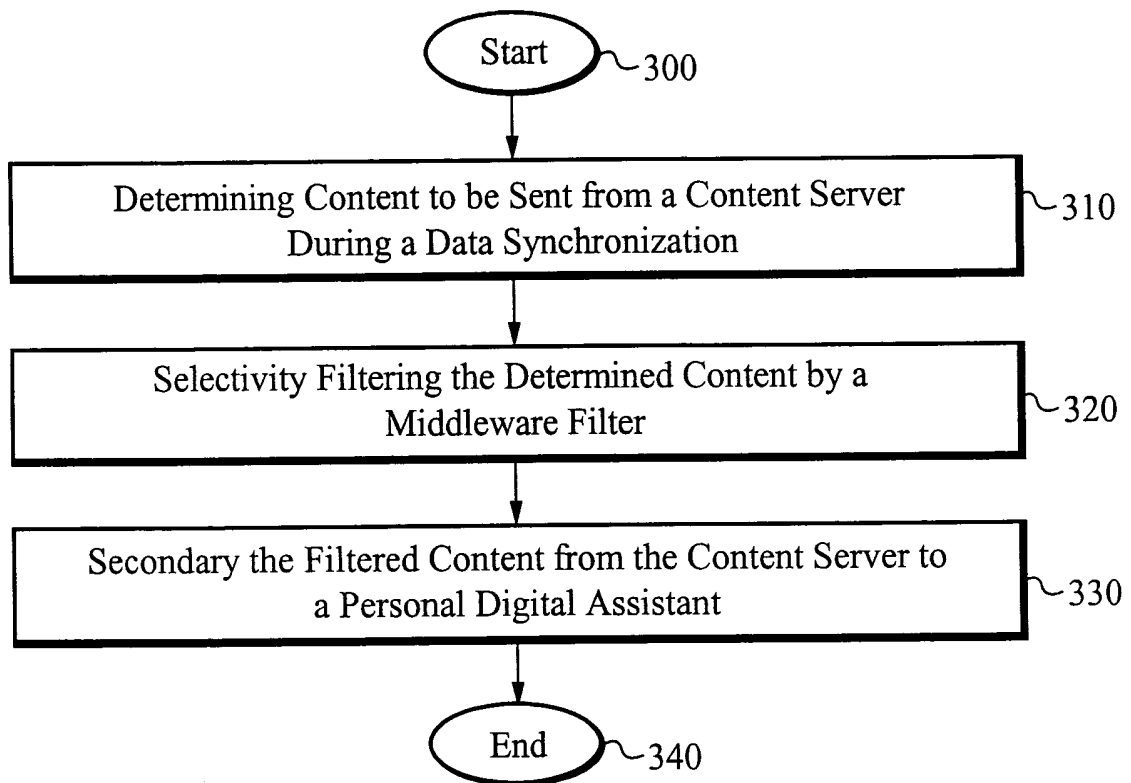 Start
300
Determining Content to be Sent from a Content Server
During a Data Synchronization
310
Selectivity Filtering the Determined Content by a
Middleware Filter
320
Secondary the Filtered Content from the Content Server to
a Personal Digital Assistant
330
End
340